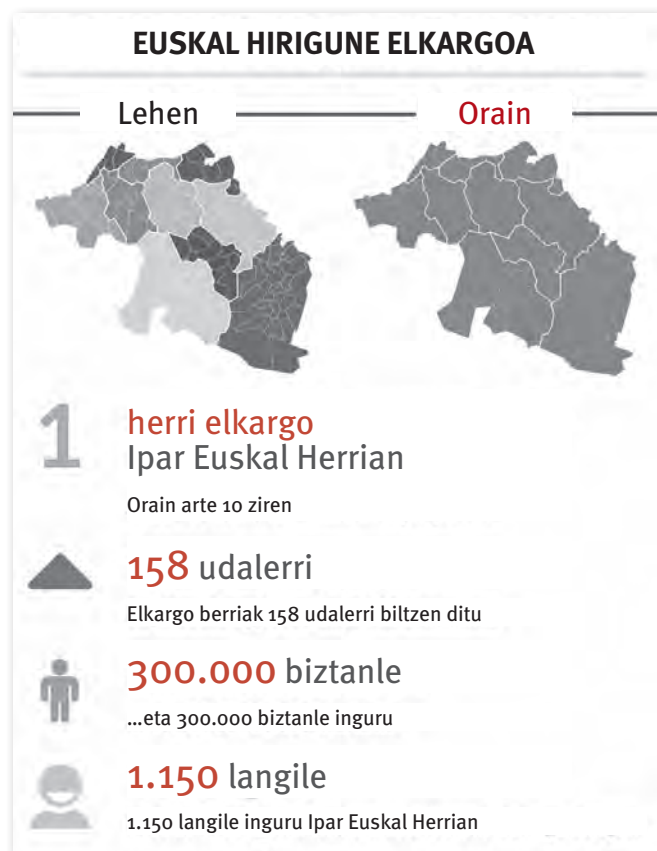 EUSKAL HIRIGUNE ELKARGOA
Lehen
Orain
1
herri elkargo
Ipar Euskal Herrian
Orain arte 10 ziren
158 udalerri
Elkargo berriak 158 udalerri biltzen ditu
300.000 biztanle
...eta 300.000 biztanle inguru
1.150 langile
1.150 langile inguru Ipar Euskal Herrian